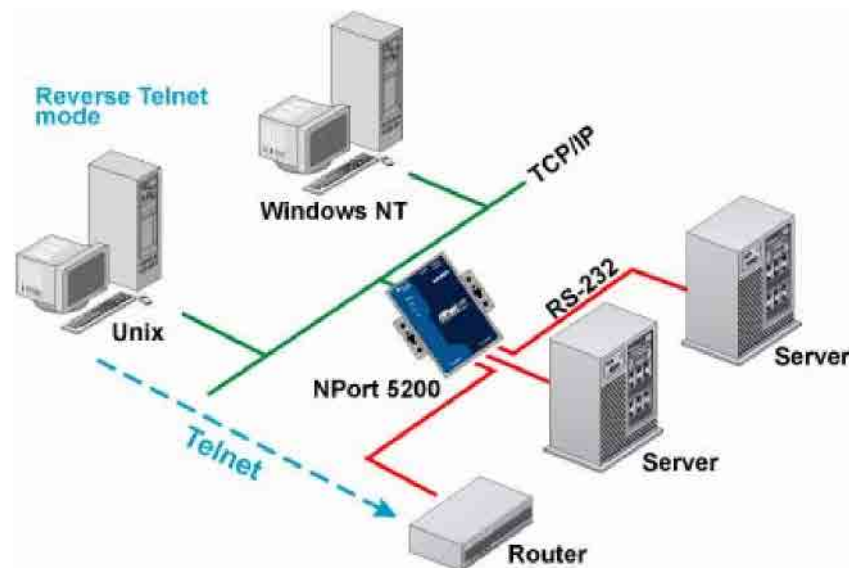 Reverse Telnet
mode
Windows NT
TCP/IP
Unix
RS-232
Server
NPort 5200
Telnet
Server
Router